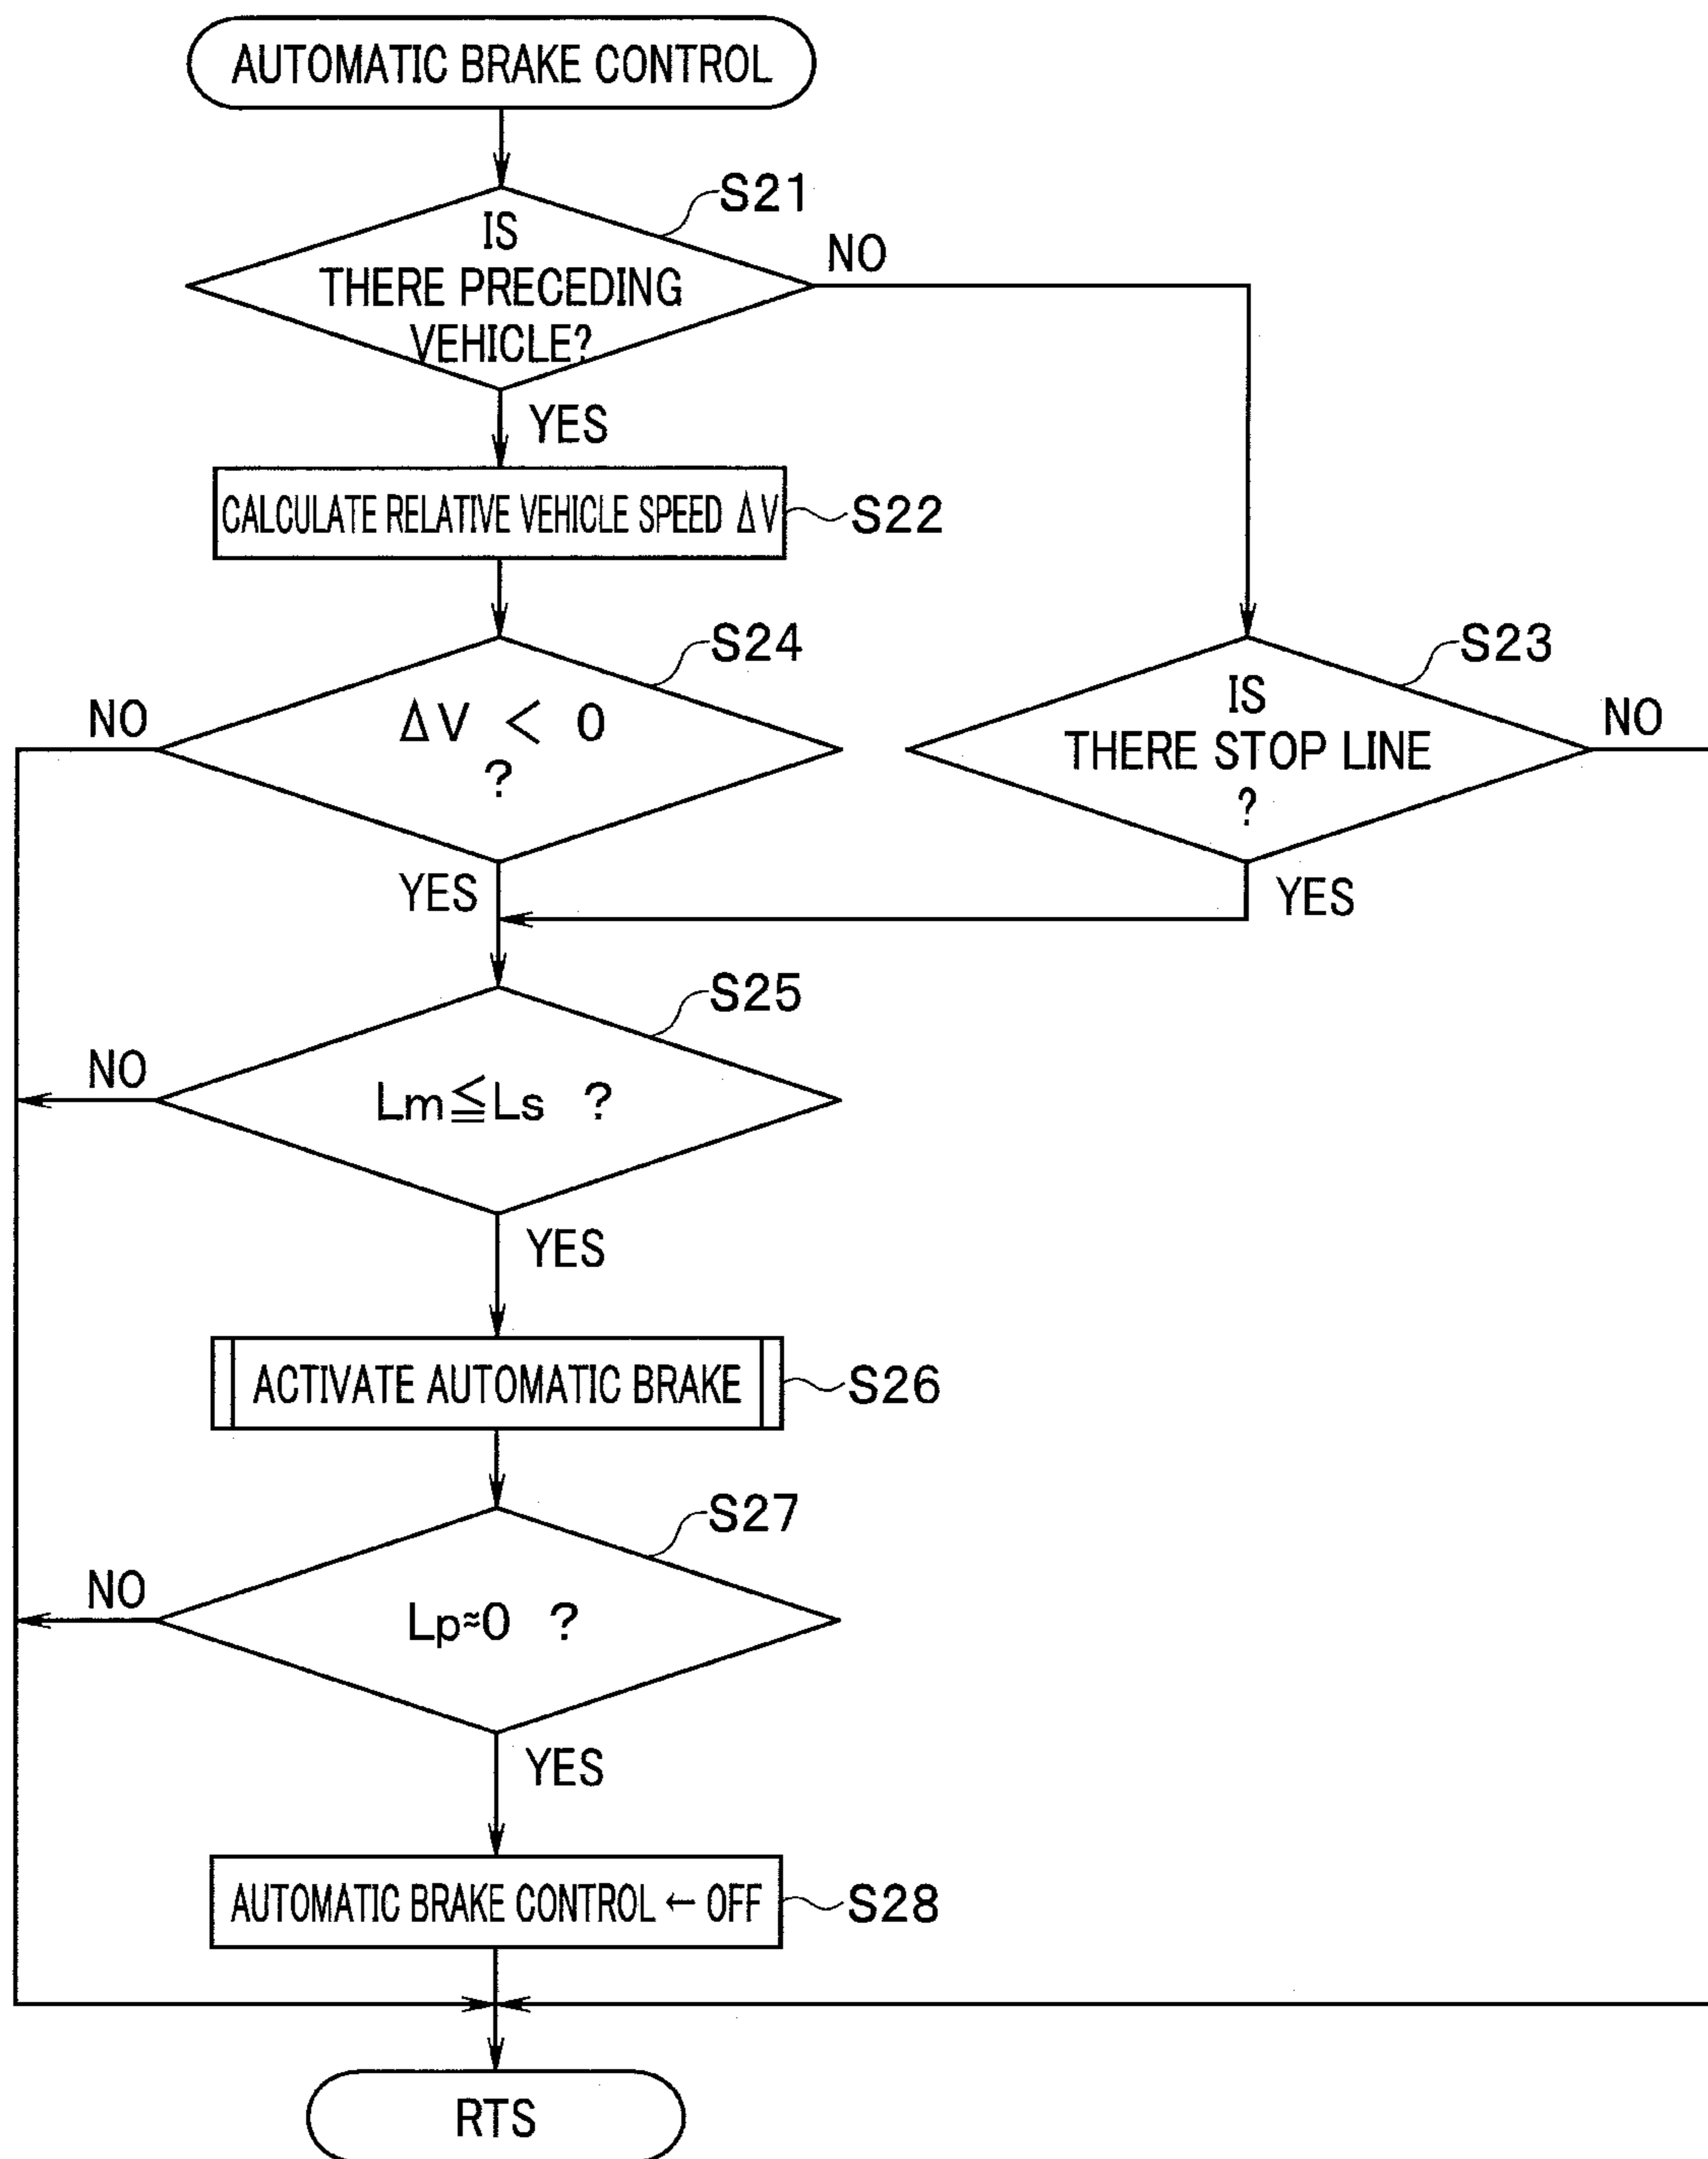 AUTOMATIC BRAKE CONTROL
S21
IS
THERE PRECEDING
VEHICLE?
NO
YES
CALCULATE RELATIVE VEHICLE SPEED ΔV
S22
S24
ΔV < 0
?
NO
YES
S23
IS
THERE STOP LINE
?
NO
YES
S25
Lm≦Ls ?
NO
YES
ACTIVATE AUTOMATIC BRAKE
S26
S27
Lp≈0 ?
NO
YES
AUTOMATIC BRAKE CONTROL ← OFF
S28
RTS